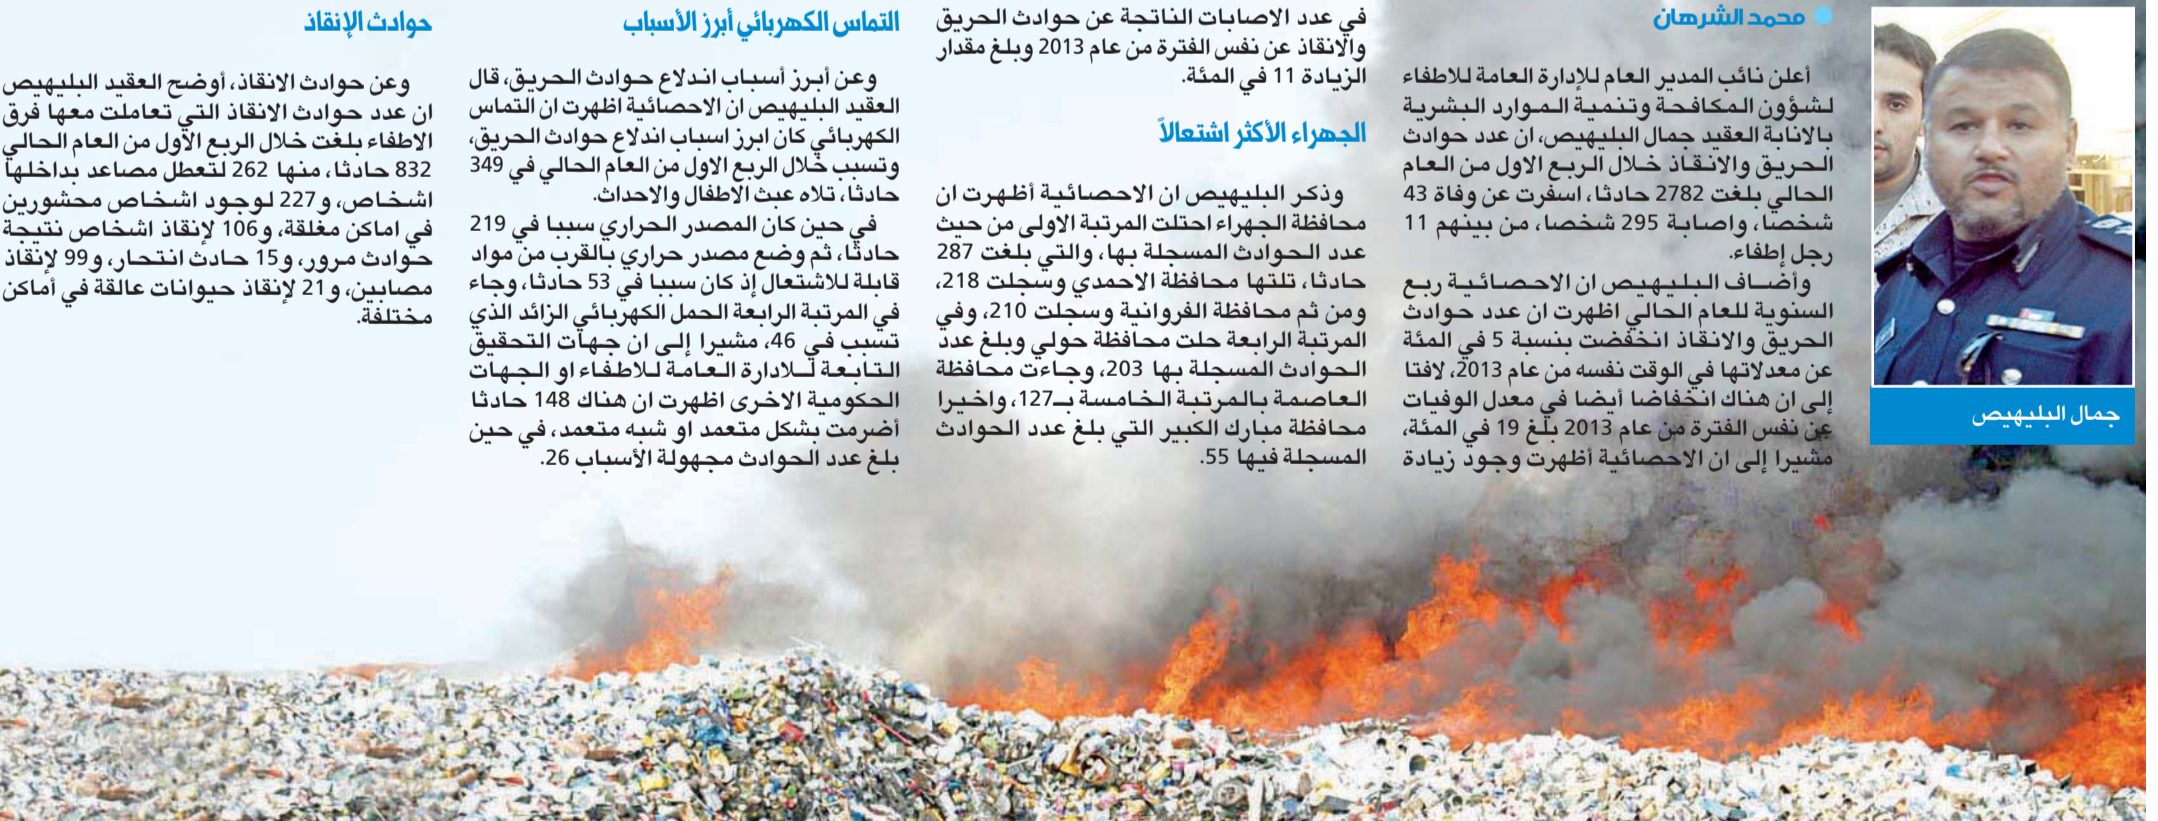 محمد الشرهان
أعلن نائب المدير العام للإدارة العامة للاطفاء
لشؤون المكافحة وتنمية الموارد البشرية
بالانابة العقيد جمال البليهيص، ان عدد حوادث
الحريق والانقاذ خلال الربع الاول من العام
الحالي بلغت 2782 حادثا، اسفرت عن وفاة 43
شخصا، واصابة 295 شخصا، من بينهم 11
رجل إطفاء.
وأضاف البليهيص ان الاحصائية ربع
السنوية للعام الحالي اظهرت ان عدد حوادث
الحريق والانقاذ انخفضت بنسبة 5 في المئة
عن معدلاتها في الوقت نفسه من عام 2013، لافتا
إلى ان هناك انخفاضا أيضا في معدل الوفيات
عن نفس الفترة من عام 2013 بلغ 19 في المئة،
مشيرا إلى ان الاحصائية أظهرت وجود زيادة
في عدد الاصابات الناتجة عن حوادث الحريق
والانقاذ عن نفس الفترة من عام 2013 وبلغ مقدار
الزيادة 11 في المئة.
الجهراء الأكثر اشتعالاً
وذكر البليهيص ان الاحصائية أظهرت ان
محافظة الجهراء احتلت المرتبة الاولى من حيث
عدد الحوادث المسجلة بها، والتي بلغت 287
حادثا، تلتها محافظة الاحمدي وسجلت 218،
ومن ثم محافظة الفروانية وسجلت 210، وفي
المرتبة الرابعة حلت محافظة حولي وبلغ عدد
الحوادث المسجلة بها 203، وجاءت محافظة
العاصمة بالمرتبة الخامسة بـ127، واخيرا
محافظة مبارك الكبير التي بلغ عدد الحوادث
المسجلة فيها 55.
التماس الكهربائي أبرز الأسباب
وعن أبرز أسباب اندلاع حوادث الحريق، قال
العقيد البليهيص ان الاحصائية اظهرت ان التماس
الكهربائي كان ابرز اسباب اندلاع حوادث الحريق،
وتسبب خلال الربع الاول من العام الحالي في 349
حادثا، تلاه عبث الاطفال والاحداث.
في حين كان المصدر الحراري سببا في 219
حادثا، ثم وضع مصدر حراري بالقرب من مواد
قابلة للاشتعال إذ كان سببا في 53 حادثا، وجاء
في المرتبة الرابعة الحمل الكهربائي الزائد الذي
تسبب في 46، مشيرا إلى ان جهات التحقيق
التابعة للادارة العامة للاطفاء او الجهات
الحكومية الاخرى اظهرت ان هناك 148 حادثا
أضرمت بشكل متعمد او شبه متعمد، في حين
بلغ عدد الحوادث مجهولة الأسباب 26.
حوادث الإنقاذ
وعن حوادث الانقاذ، أوضح العقيد البليهيص
ان عدد حوادث الانقاذ التي تعاملت معها فرق
الاطفاء بلغت خلال الربع الاول من العام الحالي
832 حادثا، منها 262 لتعطل مصاعد بداخلها
اشخاص، و227 لوجود اشخاص محشورين
في اماكن مغلقة، و106 لإنقاذ اشخاص نتيجة
حوادث مرور، و15 حادث انتحار، و99 لإنقاذ
مصابين، و21 لإنقاذ حيوانات عالقة في أماكن
مختلفة.
جمال البليهيص